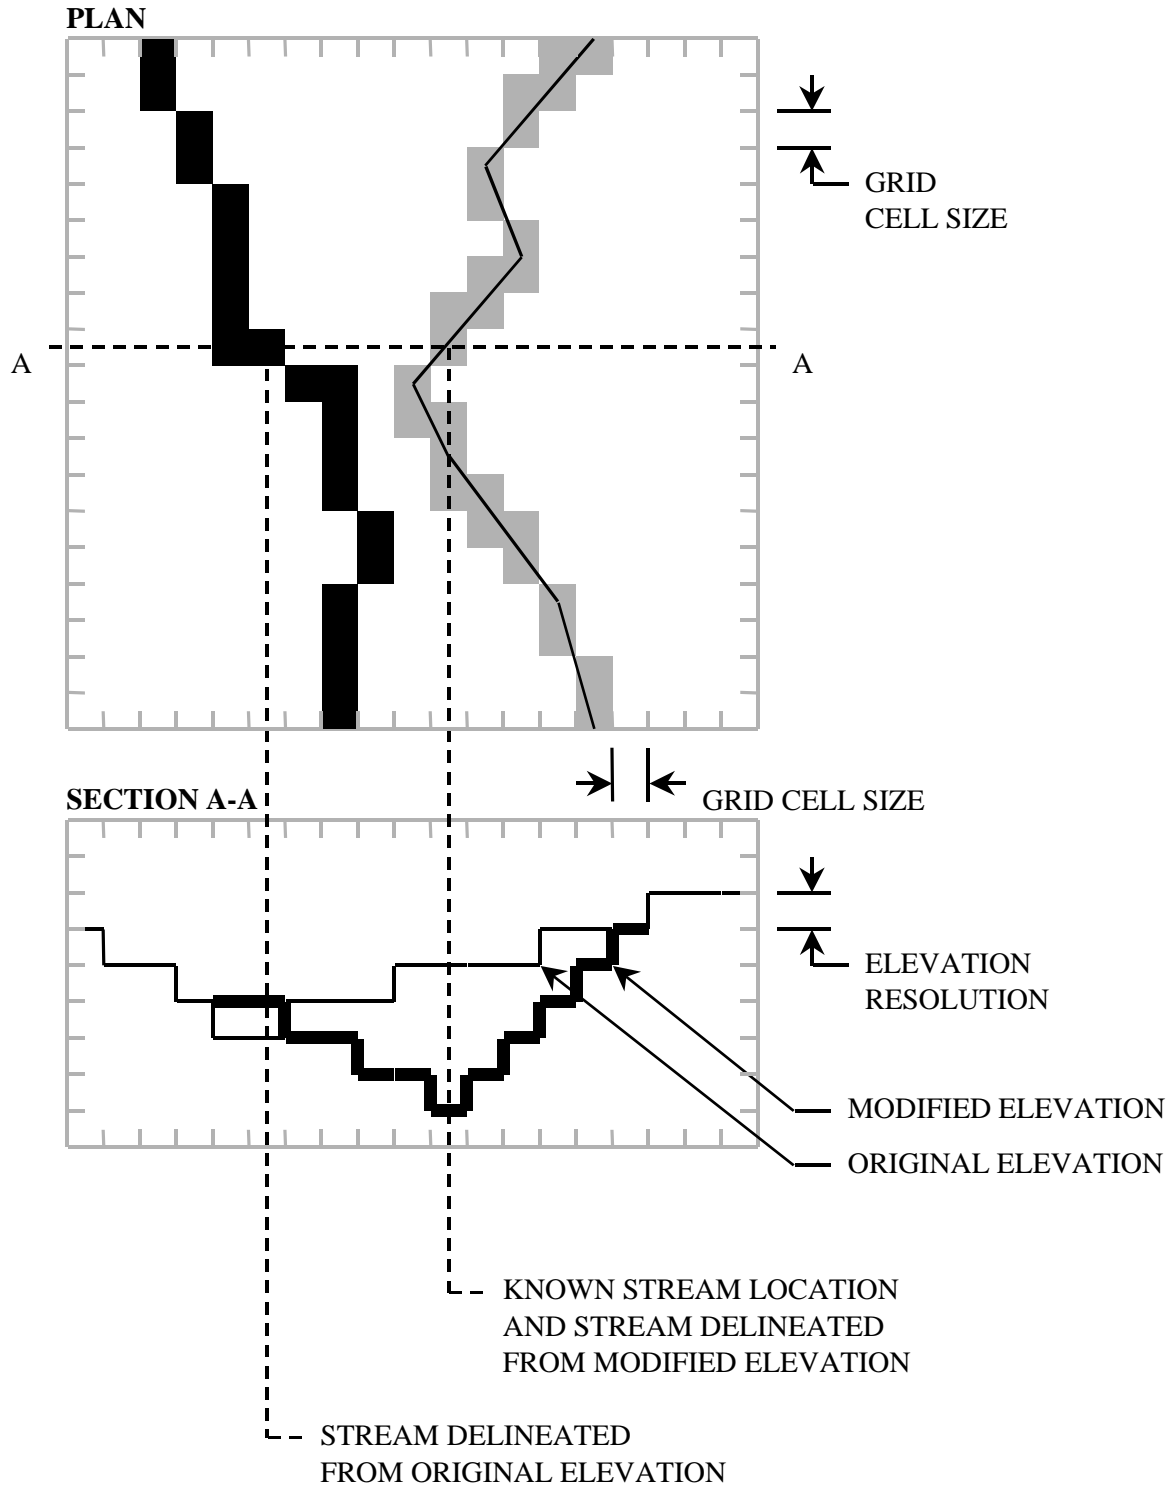 PLAN
GRID
CELL SIZE
A
A
SECTION A-A
GRID CELL SIZE
ELEVATION
RESOLUTION
MODIFIED ELEVATION
ORIGINAL ELEVATION
KNOWN STREAM LOCATION
AND STREAM DELINEATED
FROM MODIFIED ELEVATION
STREAM DELINEATED
FROM ORIGINAL ELEVATION